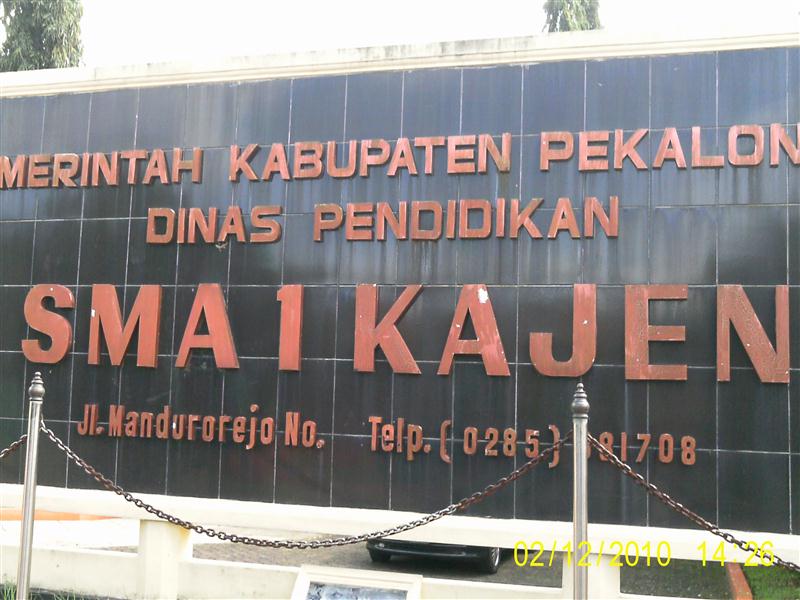 MERINTAH KABUPATEN PEKALON
DINAS PENDIDIKAN
SMA 1 KAJEN
Jl. Mandurorejo No. Telp. ( 0285 ) 381708
02/12/2010 14:26